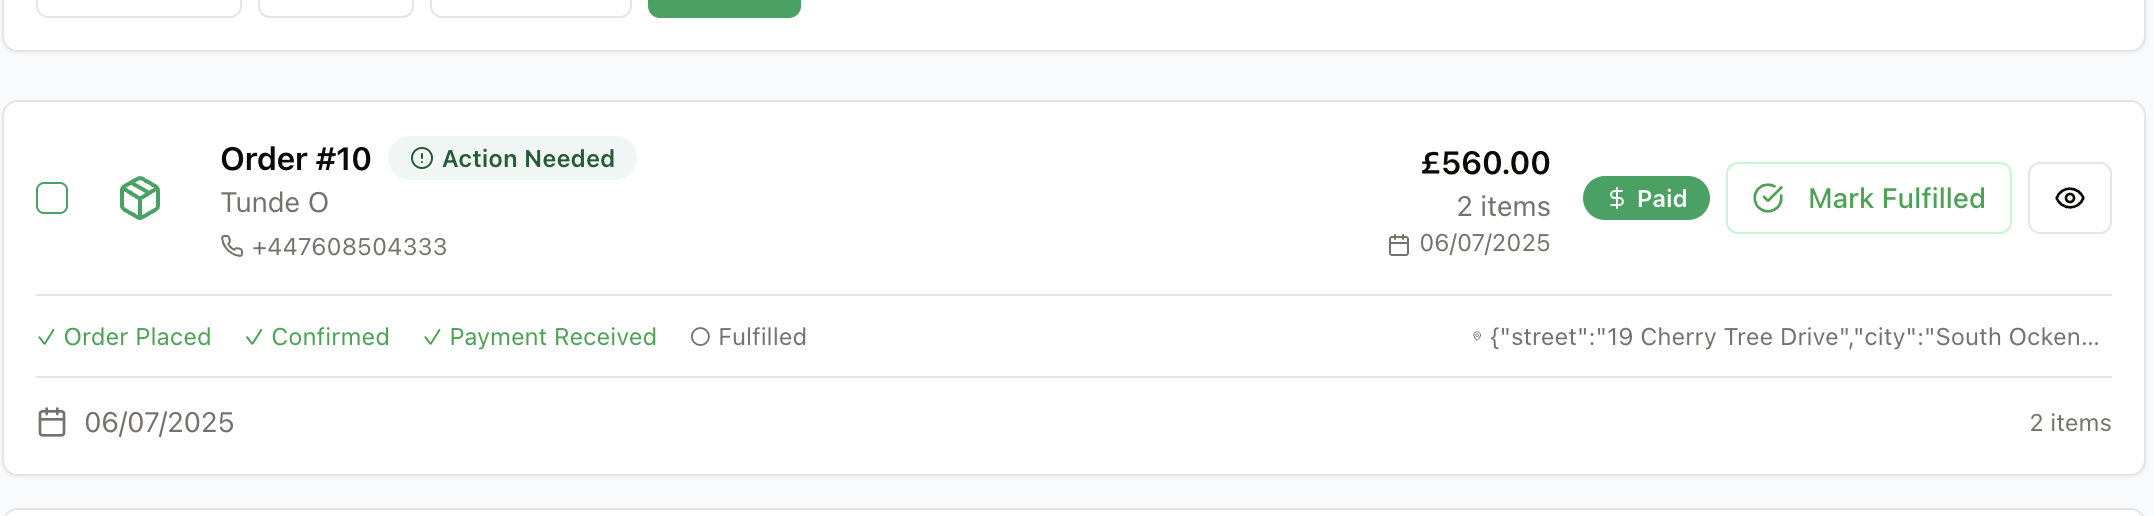 Order #10
Action Needed
Tunde O
+447608504333
£560.00
2 items
06/07/2025
$ Paid
Mark Fulfilled
Order Placed
Confirmed
Payment Received
Fulfilled
{"street":"19 Cherry Tree Drive","city":"South Ocken...
06/07/2025
2 items